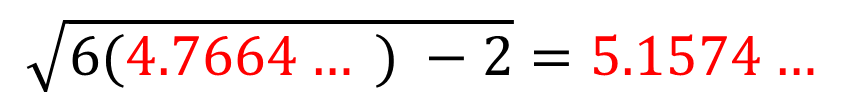 √6(4.7664 ... ) − 2 = 5.1574 ...